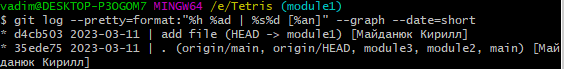 vadim@DESKTOP-P3OGOM7 MINGW64 /e/Tetris (module1)
$ git log --pretty=format:"%h %ad | %s%d [%an]" --graph --date=short
* d4cb503 2023-03-11 | add file (HEAD -> module1) [Майданюк Кирилл]
* 35ede75 2023-03-11 | . (origin/main, origin/HEAD, module3, module2, main) [Май
данюк Кирилл]